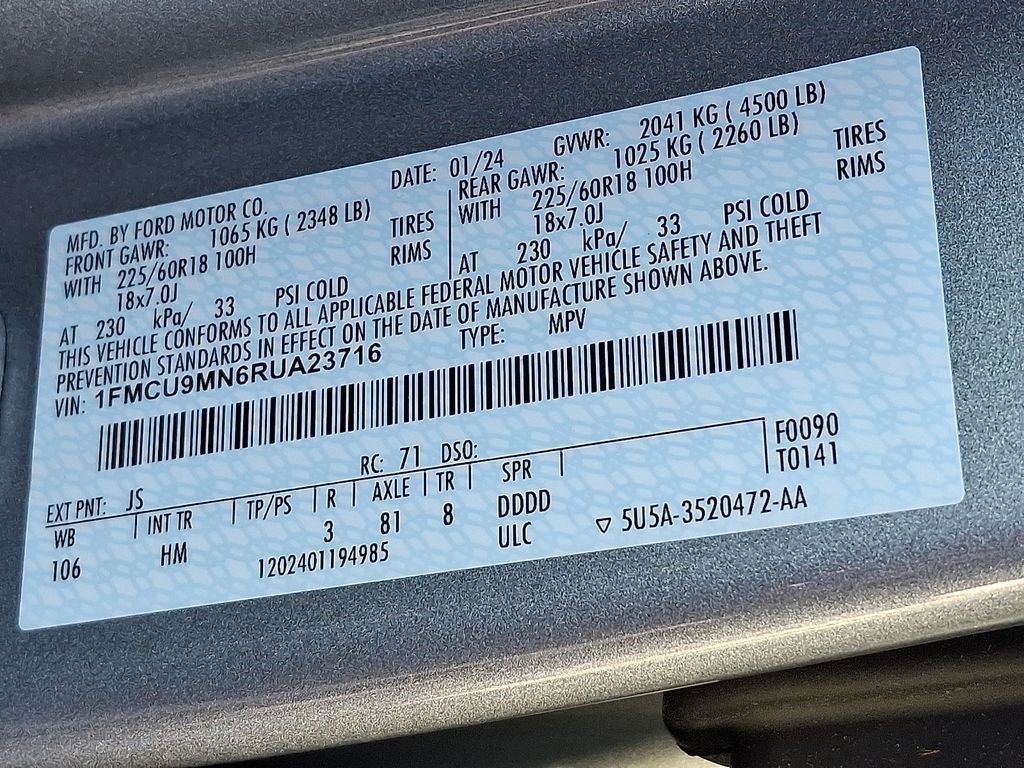 MFD. BY FORD MOTOR CO. DATE: 01/24 GVWR: 2041 KG ( 4500 LB)
FRONT GAWR: 1065 KG ( 2348 LB) REAR GAWR: 1025 KG ( 2260 LB)
WITH 225/60R18 100H TIRES WITH 225/60R18 100H TIRES
18x7.0J RIMS 18x7.0J RIMS
AT 230 kPa/ 33 PSI COLD AT 230 kPa/ 33 PSI COLD
THIS VEHICLE CONFORMS TO ALL APPLICABLE FEDERAL MOTOR VEHICLE SAFETY AND THEFT
PREVENTION STANDARDS IN EFFECT ON THE DATE OF MANUFACTURE SHOWN ABOVE.
VIN: 1FMCU9MN6RUA23716 TYPE: MPV
EXT PNT: JS RC: 71 DSO: F0090
WB INT TR TP/PS R AXLE TR SPR T0141
106 HM 3 81 8 DDDD
1202401194985 ULC ▽ 5U5A-3520472-AA